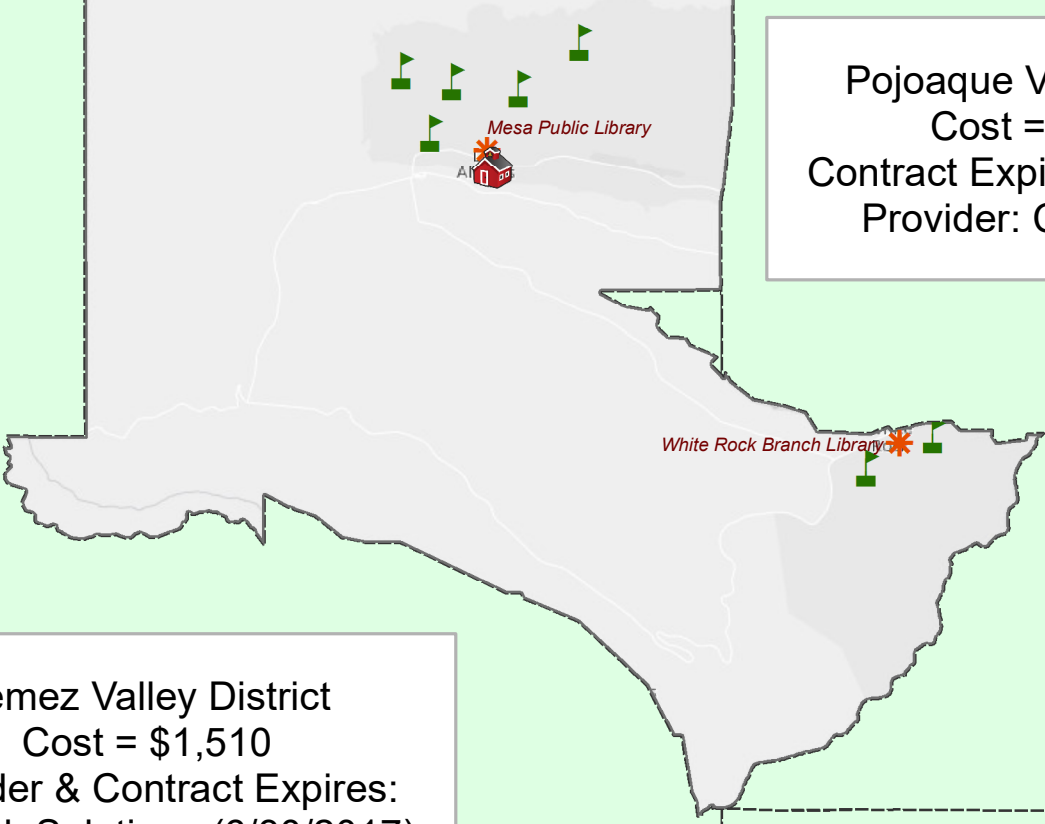 Mesa Public Library
Pojoaque V
Cost =
Contract Expi
Provider:
White Rock Branch Library
emez Valley District
Cost = $1,510
der & Contract Expires: